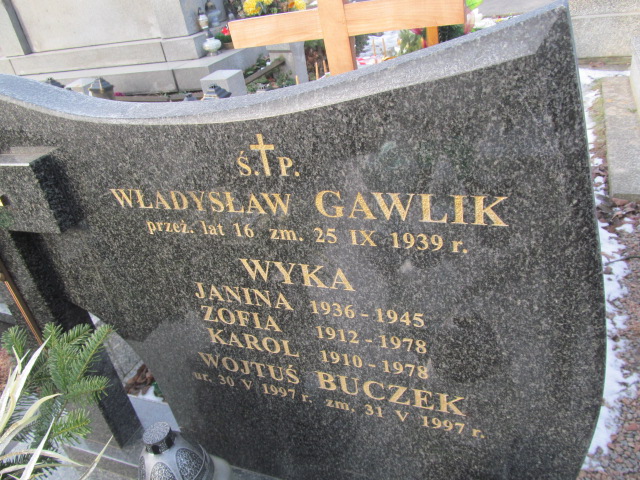 Ś. P.
WŁADYSŁAW GAWLIK
przeż. lat 16 zm. 25 IX 1939 r.
WYKA
JANINA 1936 - 1945
ZOFIA 1912 - 1978
KAROL 1910 - 1978
WOJTUŚ BUCZEK
ur. 30 V 1997 r. zm. 31 V 1997 r.